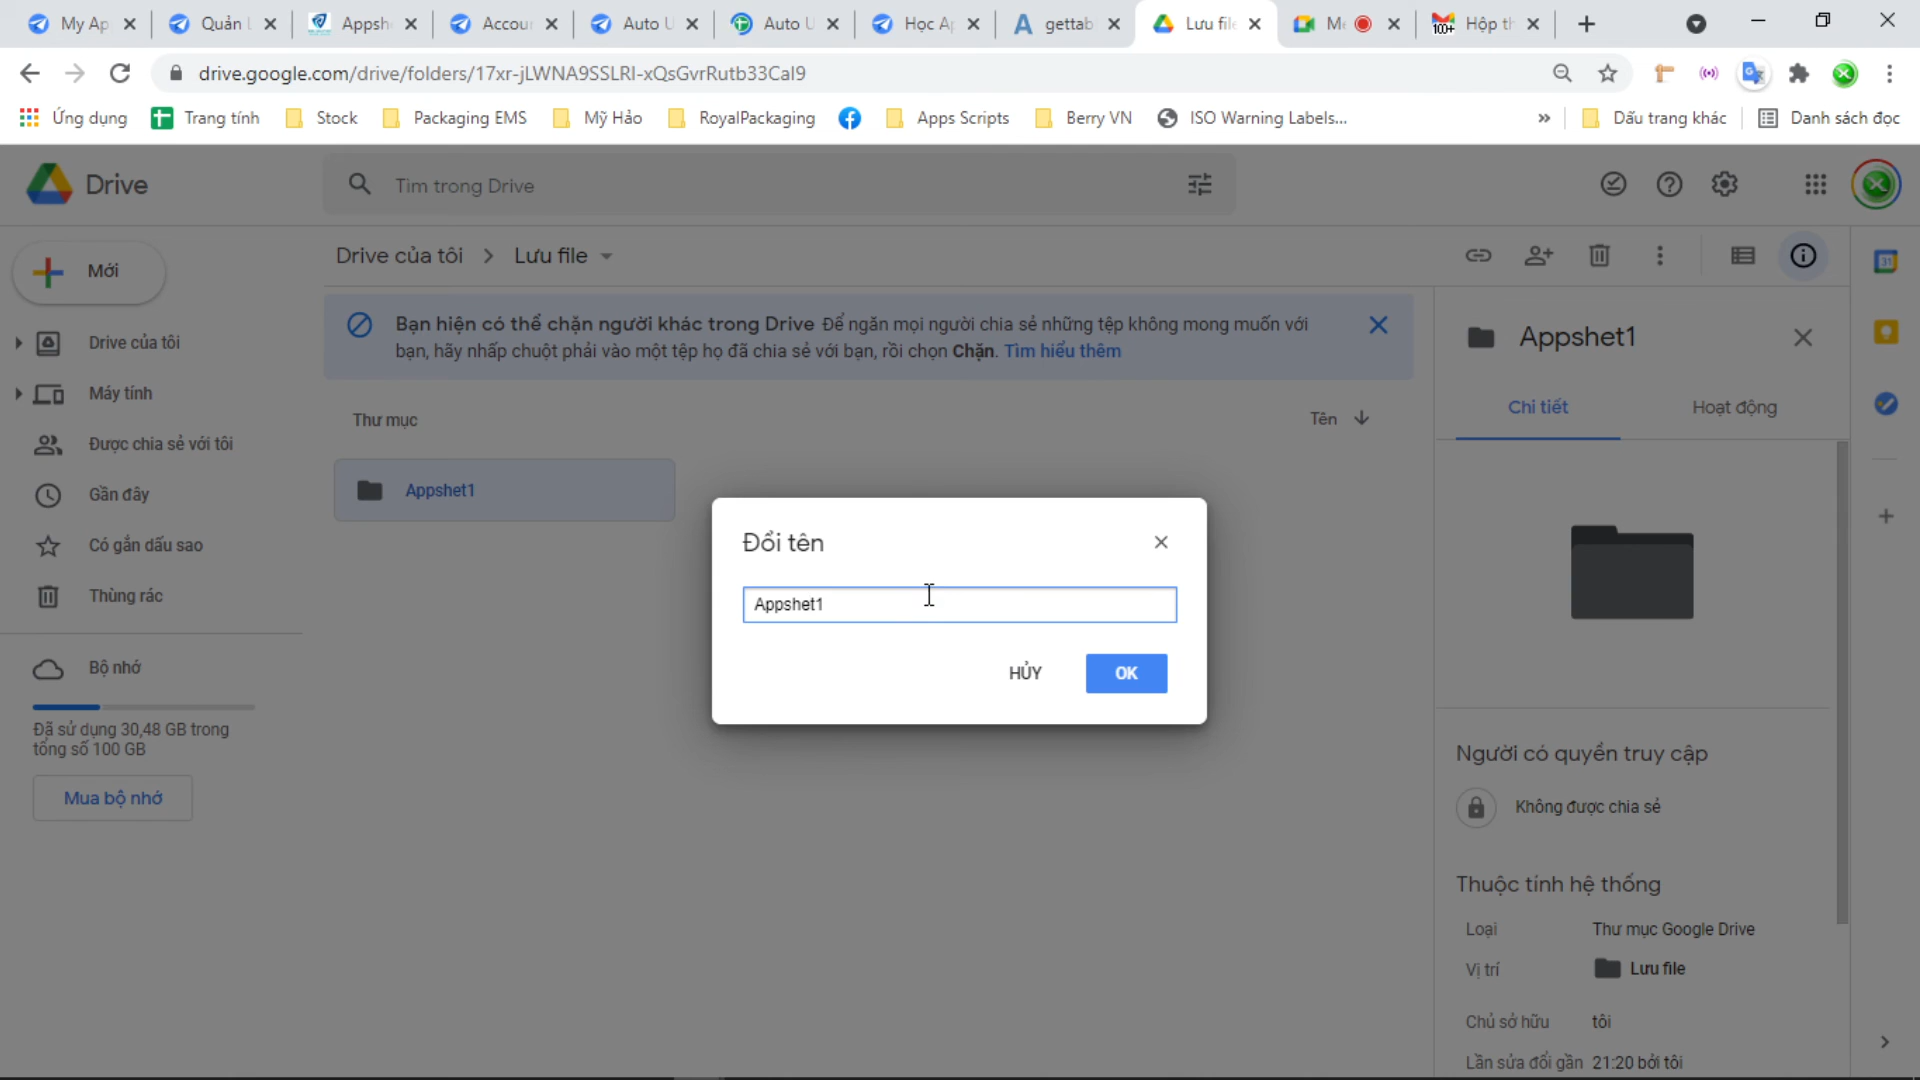 My Ap
Quản L
Appsh
Accou
Auto U
Auto U
Học A
gettab
Lưu file
M
100+
Hộp th
drive.google.com/drive/folders/17xr-jLWNA9SSLRI-xQsGvrRutb33CaI9
Ứng dụng
Trang tính
Stock
Packaging EMS
Mỹ Hảo
RoyalPackaging
Apps Scripts
Berry VN
ISO Warning Labels...
»
Dấu trang khác
Danh sách đọc
Drive
Tìm trong Drive
Mới
Drive của tôi
Máy tính
Được chia sẻ với tôi
Gần đây
Có gắn dấu sao
Thùng rác
Bộ nhớ
Đã sử dụng 30,48 GB trong
tổng số 100 GB
Mua bộ nhớ
Drive của tôi > Lưu file
Bạn hiện có thể chặn người khác trong Drive Để ngăn mọi người chia sẻ những tệp không mong muốn với
bạn, hãy nhấp chuột phải vào một tệp họ đã chia sẻ với bạn, rồi chọn Chặn. Tìm hiểu thêm
Thư mục
Tên
Appshet1
Đổi tên
Appshet1
HỦY
OK
Appshet1
Chi tiết
Hoạt động
Người có quyền truy cập
Không được chia sẻ
Thuộc tính hệ thống
Loại Thư mục Google Drive
Vị trí Lưu file
Chủ sở hữu tôi
Lần sửa đổi gần 21:20 bởi tôi
31